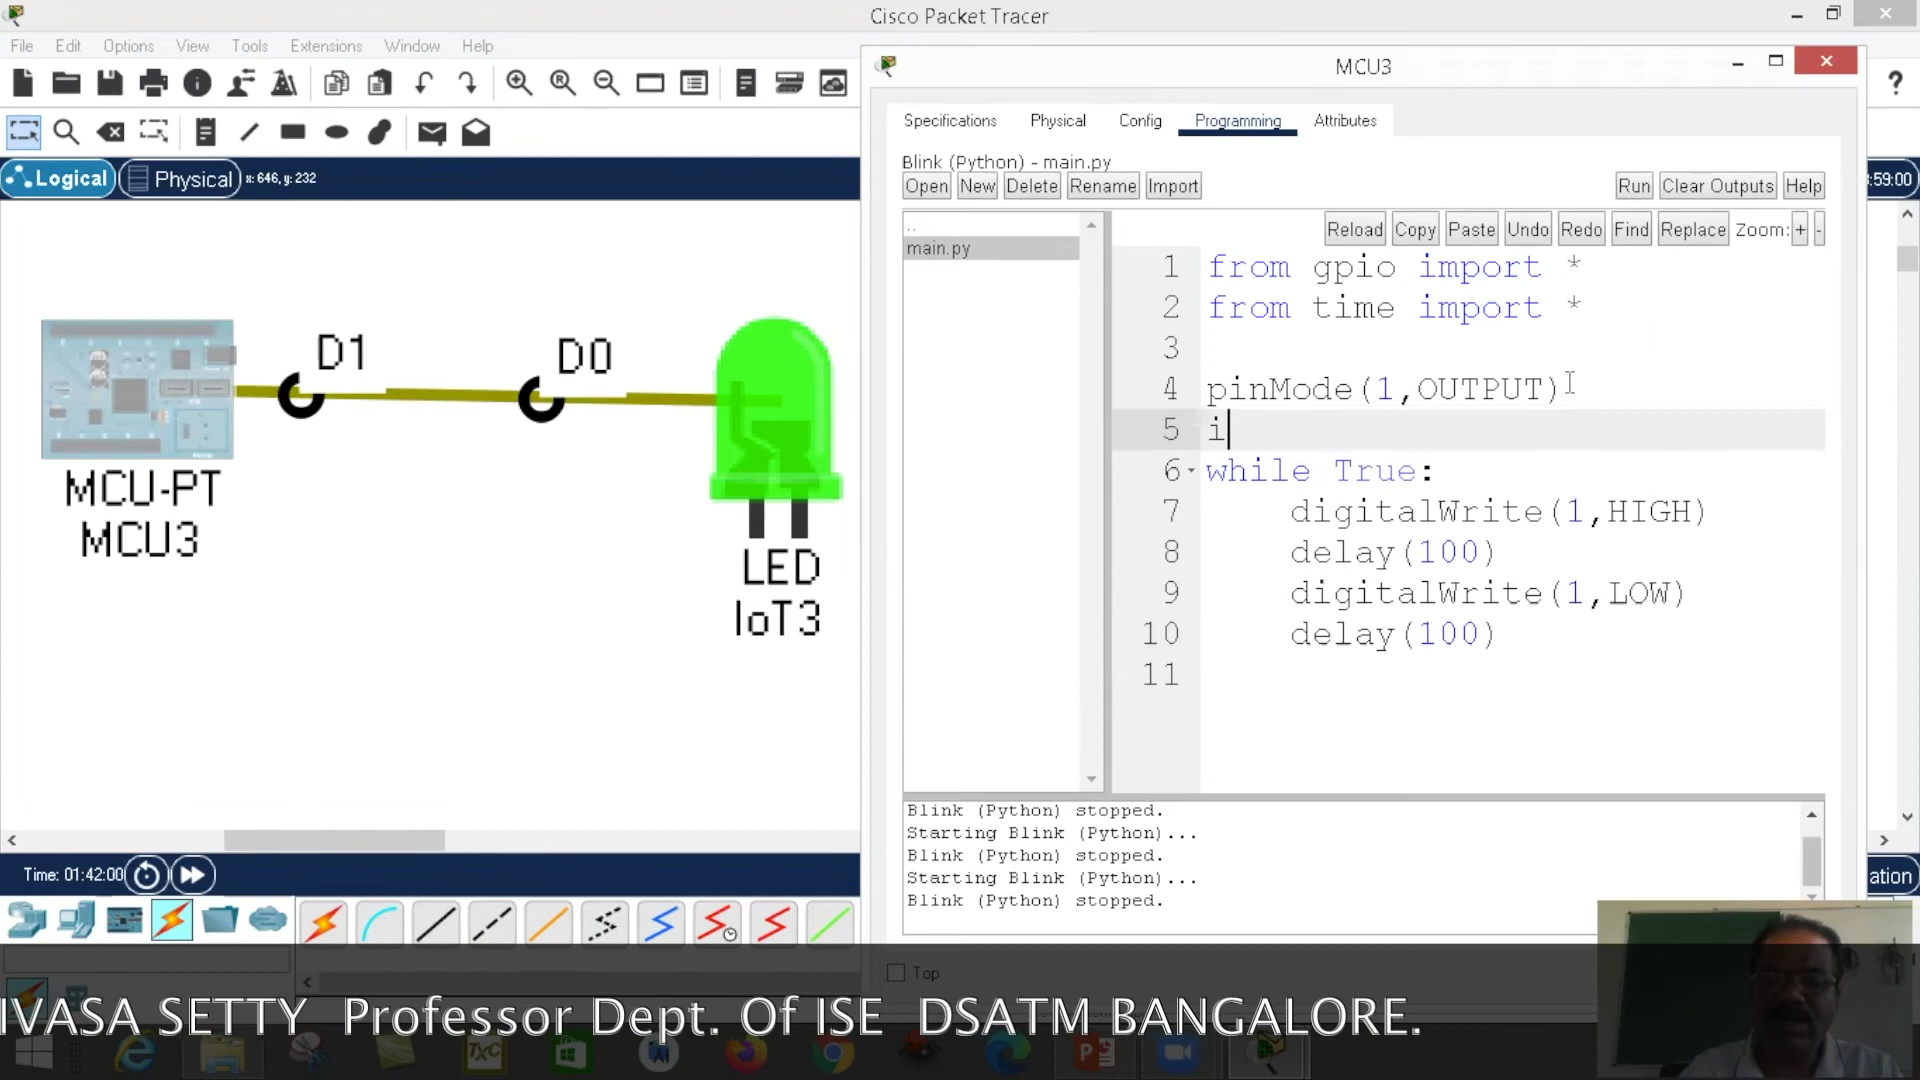 Cisco Packet Tracer
File Edit Options View Tools Extensions Window Help
MCU3
Specifications Physical Config Programming Attributes
Blink (Python) - main.py
Open New Delete Rename Import Run Clear Outputs Help
Logical Physical x: 646, y: 232
:59:00
Reload Copy Paste Undo Redo Find Replace Zoom: + -
..
main.py
1 from gpio import *
2 from time import *
3
4 pinMode(1,OUTPUT)
5 i
6 while True:
7 digitalWrite(1,HIGH)
8 delay(100)
9 digitalWrite(1,LOW)
10 delay(100)
11
D1 D0
MCU-PT
MCU3
LED
IoT3
Blink (Python) stopped.
Starting Blink (Python)...
Blink (Python) stopped.
Starting Blink (Python)...
Blink (Python) stopped.
Time: 01:42:00
ation
Top
IVASA SETTY Professor Dept. Of ISE DSATM BANGALORE.
TXC